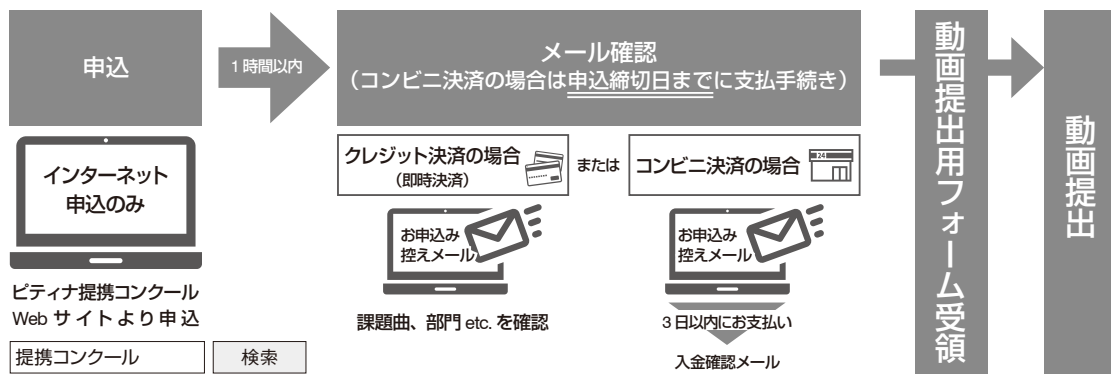 申込
1時間以内
メール確認
（コンビニ決済の場合は申込締切日までに支払手続き）
動画提出用フォーム受領
動画提出
インターネット
申込のみ
ピティナ提携コンクール
Webサイトより申込
提携コンクール
検索
クレジット決済の場合
（即時決済）
または
コンビニ決済の場合
24
お申込み
控えメール
課題曲、部門 etc. を確認
お申込み
控えメール
3日以内にお支払い
入金確認メール